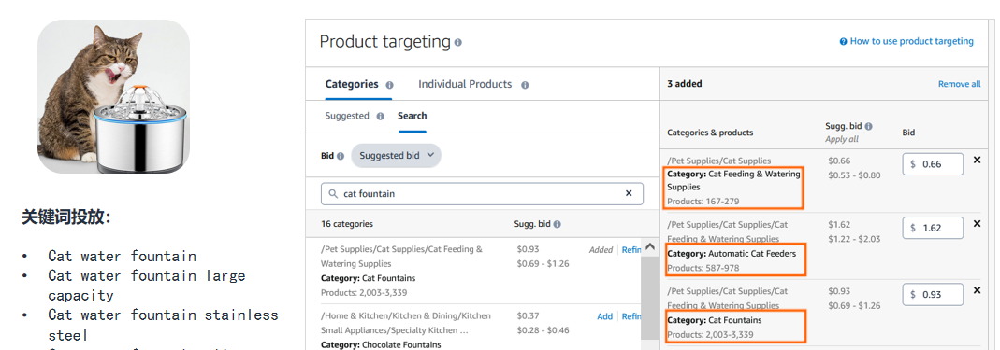 关键词投放：
• Cat water fountain
• Cat water fountain large
capacity
• Cat water fountain stainless
steel
Product targeting
How to use product targeting
Categories
Individual Products
Suggested
Search
Bid
Suggested bid
cat fountain
16 categories
Sugg. bid
/Pet Supplies/Cat Supplies/Cat Feeding &
Watering Supplies
Category: Cat Fountains
Products: 2,003-3,339
$0.93
$0.69 - $1.26
Added
Refin
/Home & Kitchen/Kitchen & Dining/Kitchen
Small Appliances/Specialty Kitchen ...
Category: Chocolate Fountains
$0.37
$0.28 - $0.46
Add
Refin
3 added
Remove all
Categories & products
Sugg. bid
Apply all
Bid
/Pet Supplies/Cat Supplies
Category: Cat Feeding & Watering
Supplies
Products: 167-279
$0.66
$0.53 - $0.80
$ 0.66
/Pet Supplies/Cat Supplies/Cat
Feeding & Watering Supplies
Category: Automatic Cat Feeders
Products: 587-978
$1.62
$1.22 - $2.03
$ 1.62
/Pet Supplies/Cat Supplies/Cat
Feeding & Watering Supplies
Category: Cat Fountains
Products: 2,003-3,339
$0.93
$0.69 - $1.26
$ 0.93